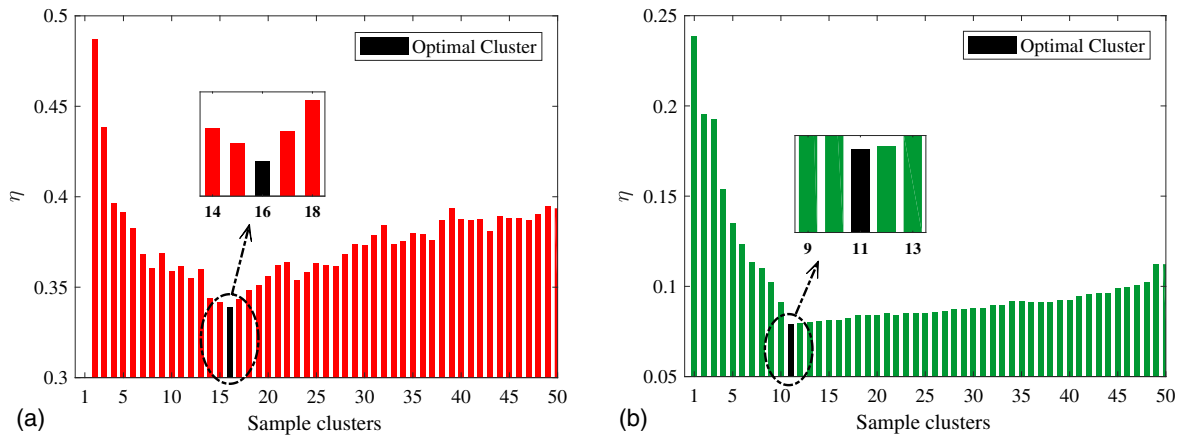 0.5
0.45
0.4
0.35
0.3
η
Optimal Cluster
14 16 18
1 5 10 15 20 25 30 35 40 45 50
Sample clusters
(a)
0.25
0.2
0.15
0.1
0.05
η
Optimal Cluster
9 11 13
1 5 10 15 20 25 30 35 40 45 50
Sample clusters
(b)